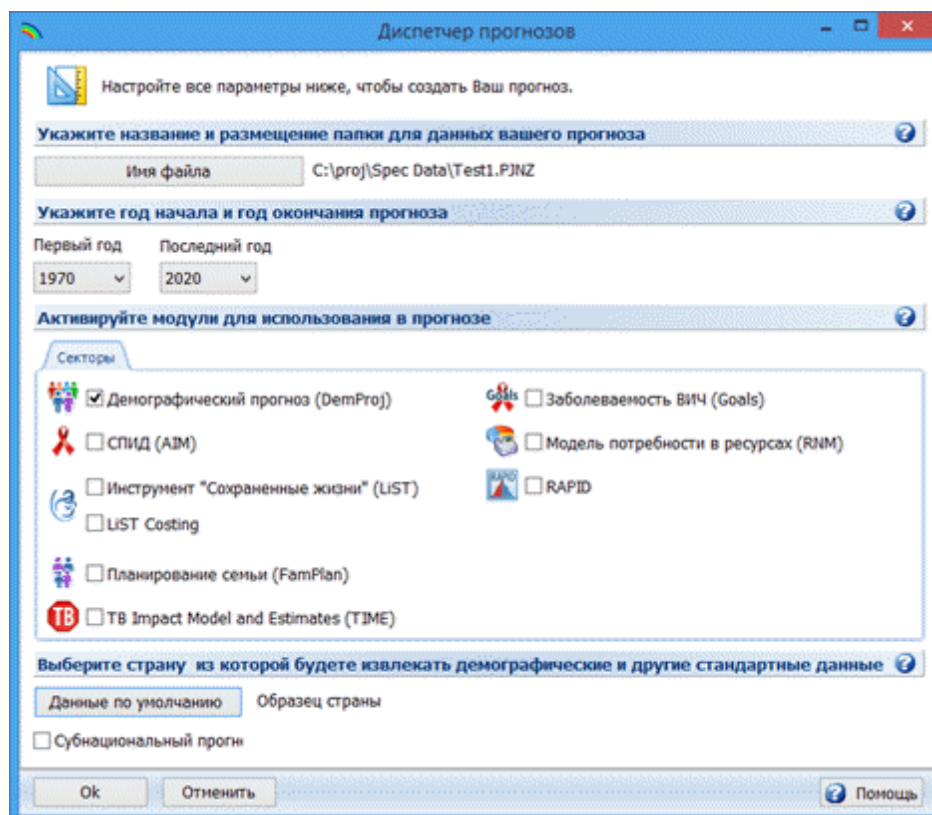 Диспетчер прогнозов
Настройте все параметры ниже, чтобы создать Ваш прогноз.
Укажите название и размещение папки для данных вашего прогноза
Имя файла C:\proj\Spec Data\Test1.PJNZ
Укажите год начала и год окончания прогноза
Первый год Последний год
1970 2020
Активируйте модули для использования в прогнозе
Секторы
Демографический прогноз (DemProj) Goals Заболеваемость ВИЧ (Goals)
СПИД (AIM) Модель потребности в ресурсах (RNM)
Инструмент "Сохраненные жизни" (LiST) RAPID RAPID
LiST Costing
Планирование семьи (FamPlan)
TB TB Impact Model and Estimates (TIME)
Выберите страну из которой будете извлекать демографические и другие стандартные данные
Данные по умолчанию Образец страны
Субнациональный прогн
Ok Отменить Помощь